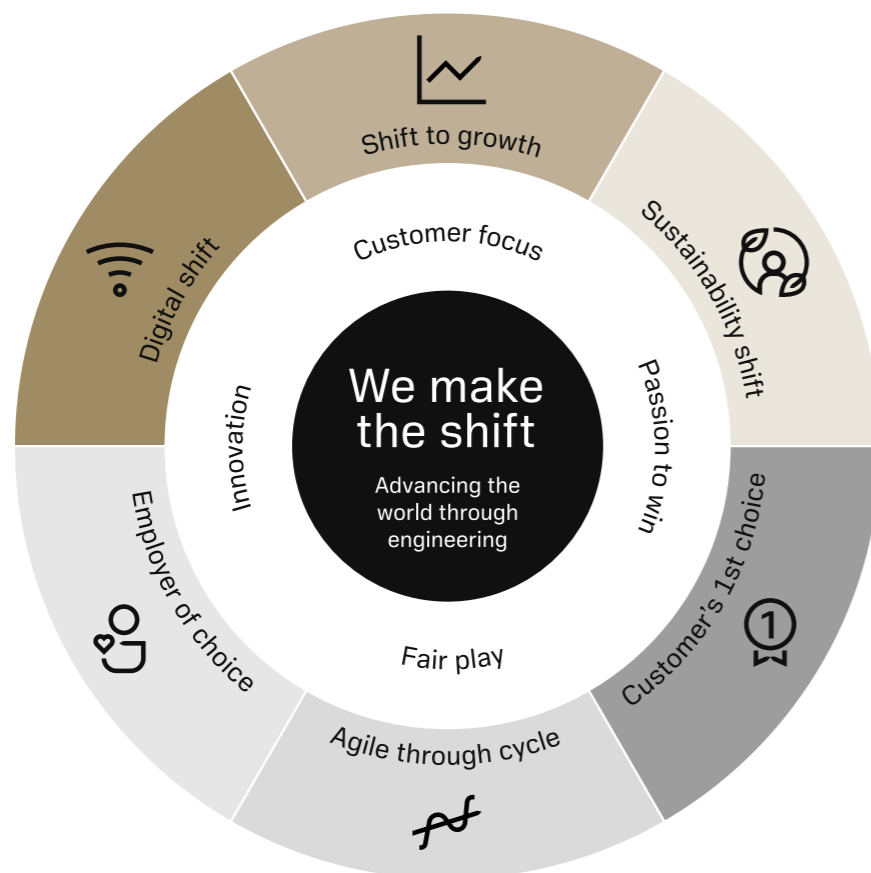 Shift to growth
Sustainability shift
Customer's 1st choice
Agile through cycle
Employer of choice
Digital shift
Customer focus
Passion to win
Fair play
Innovation
We make
the shift
Advancing the
world through
engineering
1